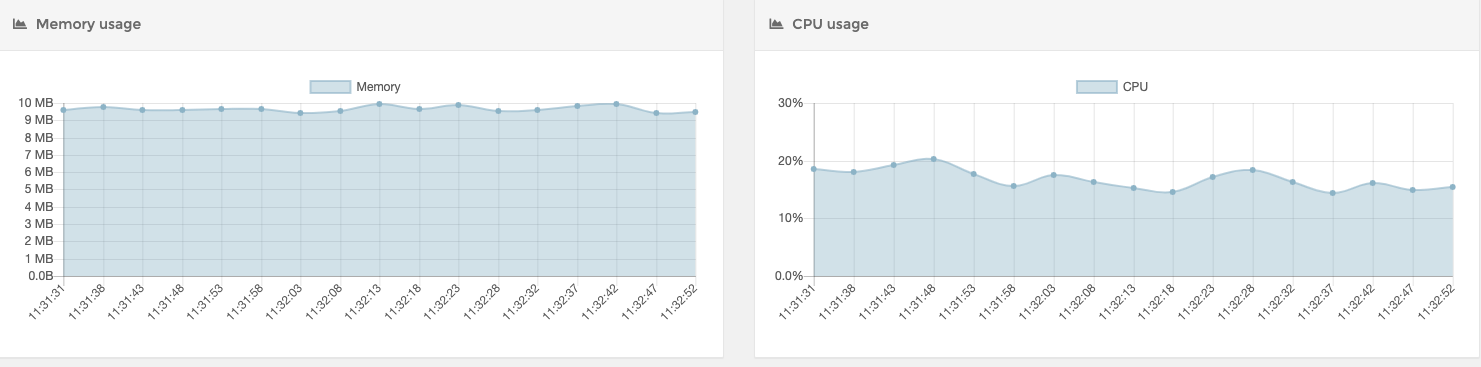 Memory usage
Memory
10 MB
9 MB
8 MB
7 MB
6 MB
5 MB
4 MB
3 MB
2 MB
1 MB
0.0B
11:31:31
11:31:38
11:31:43
11:31:48
11:31:53
11:31:58
11:32:03
11:32:08
11:32:13
11:32:18
11:32:23
11:32:28
11:32:32
11:32:37
11:32:42
11:32:47
11:32:52
CPU usage
CPU
30%
20%
10%
0.0%
11:31:31
11:31:38
11:31:43
11:31:48
11:31:53
11:31:58
11:32:03
11:32:08
11:32:13
11:32:18
11:32:23
11:32:28
11:32:32
11:32:37
11:32:42
11:32:47
11:32:52